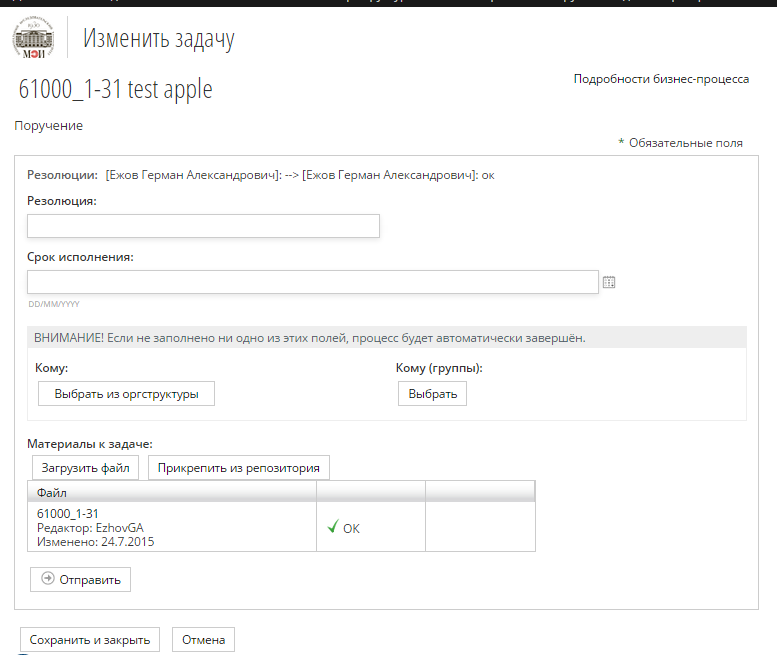 МЭИ
Изменить задачу
61000_1-31 test apple
Подробности бизнес-процесса
Поручение
* Обязательные поля
Резолюции: [Ежов Герман Александрович]: --> [Ежов Герман Александрович]: ок
Резолюция:
Срок исполнения:
DD/MM/YYYY
ВНИМАНИЕ! Если не заполнено ни одно из этих полей, процесс будет автоматически завершён.
Кому: Кому (группы):
Выбрать из оргструктуры Выбрать
Материалы к задаче:
Загрузить файл Прикрепить из репозитория
Файл
61000_1-31
Редактор: EzhovGA
Изменено: 24.7.2015
ОК
Отправить
Сохранить и закрыть Отмена